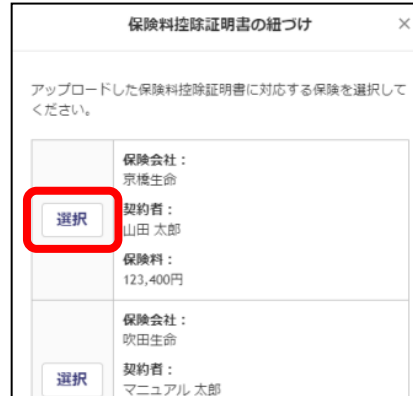 保険料控除証明書の紐づけ ×
アップロードした保険料控除証明書に対応する保険を選択して
ください。
保険会社：
京橋生命
選択
契約者：
山田 太郎
保険料：
123,400円
保険会社：
吹田生命
選択
契約者：
マニュアル 太郎